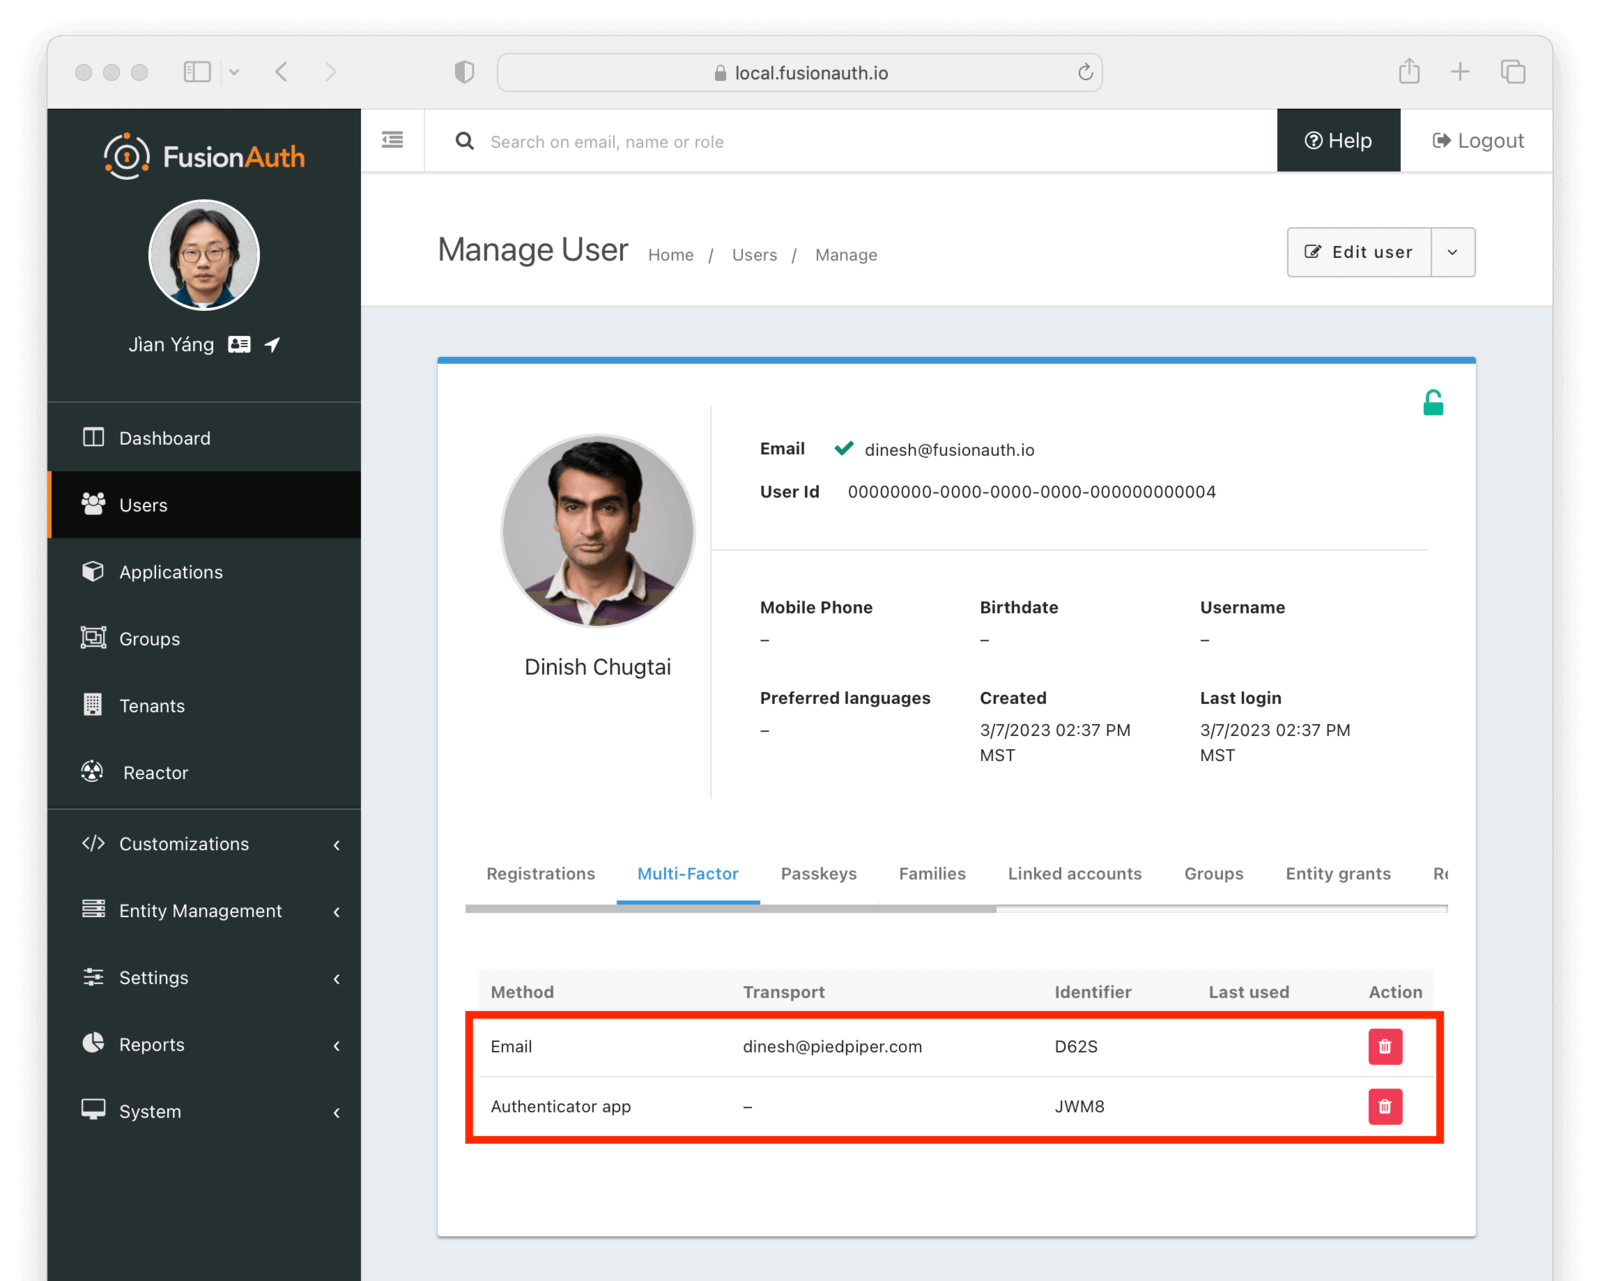 local.fusionauth.io
FusionAuth
Search on email, name or role
Help
Logout
Jìan Yáng
Dashboard
Users
Applications
Groups
Tenants
Reactor
Customizations
Entity Management
Settings
Reports
System
Manage User
Home / Users / Manage
Edit user
Dinish Chugtai
Email dinesh@fusionauth.io
User Id 00000000-0000-0000-0000-000000000004
Mobile Phone Birthdate Username
– – –
Preferred languages Created Last login
– 3/7/2023 02:37 PM 3/7/2023 02:37 PM
MST MST
Registrations Multi-Factor Passkeys Families Linked accounts Groups Entity grants Re
Method Transport Identifier Last used Action
Email dinesh@piedpiper.com D62S
Authenticator app – JWM8